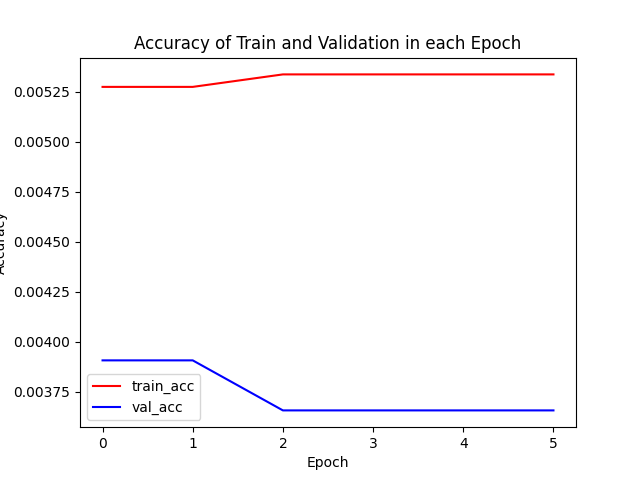 Accuracy of Train and Validation in each Epoch
0.00525
0.00500
0.00475
0.00450
0.00425
0.00400
0.00375
Accuracy
train_acc
val_acc
0 1 2 3 4 5
Epoch